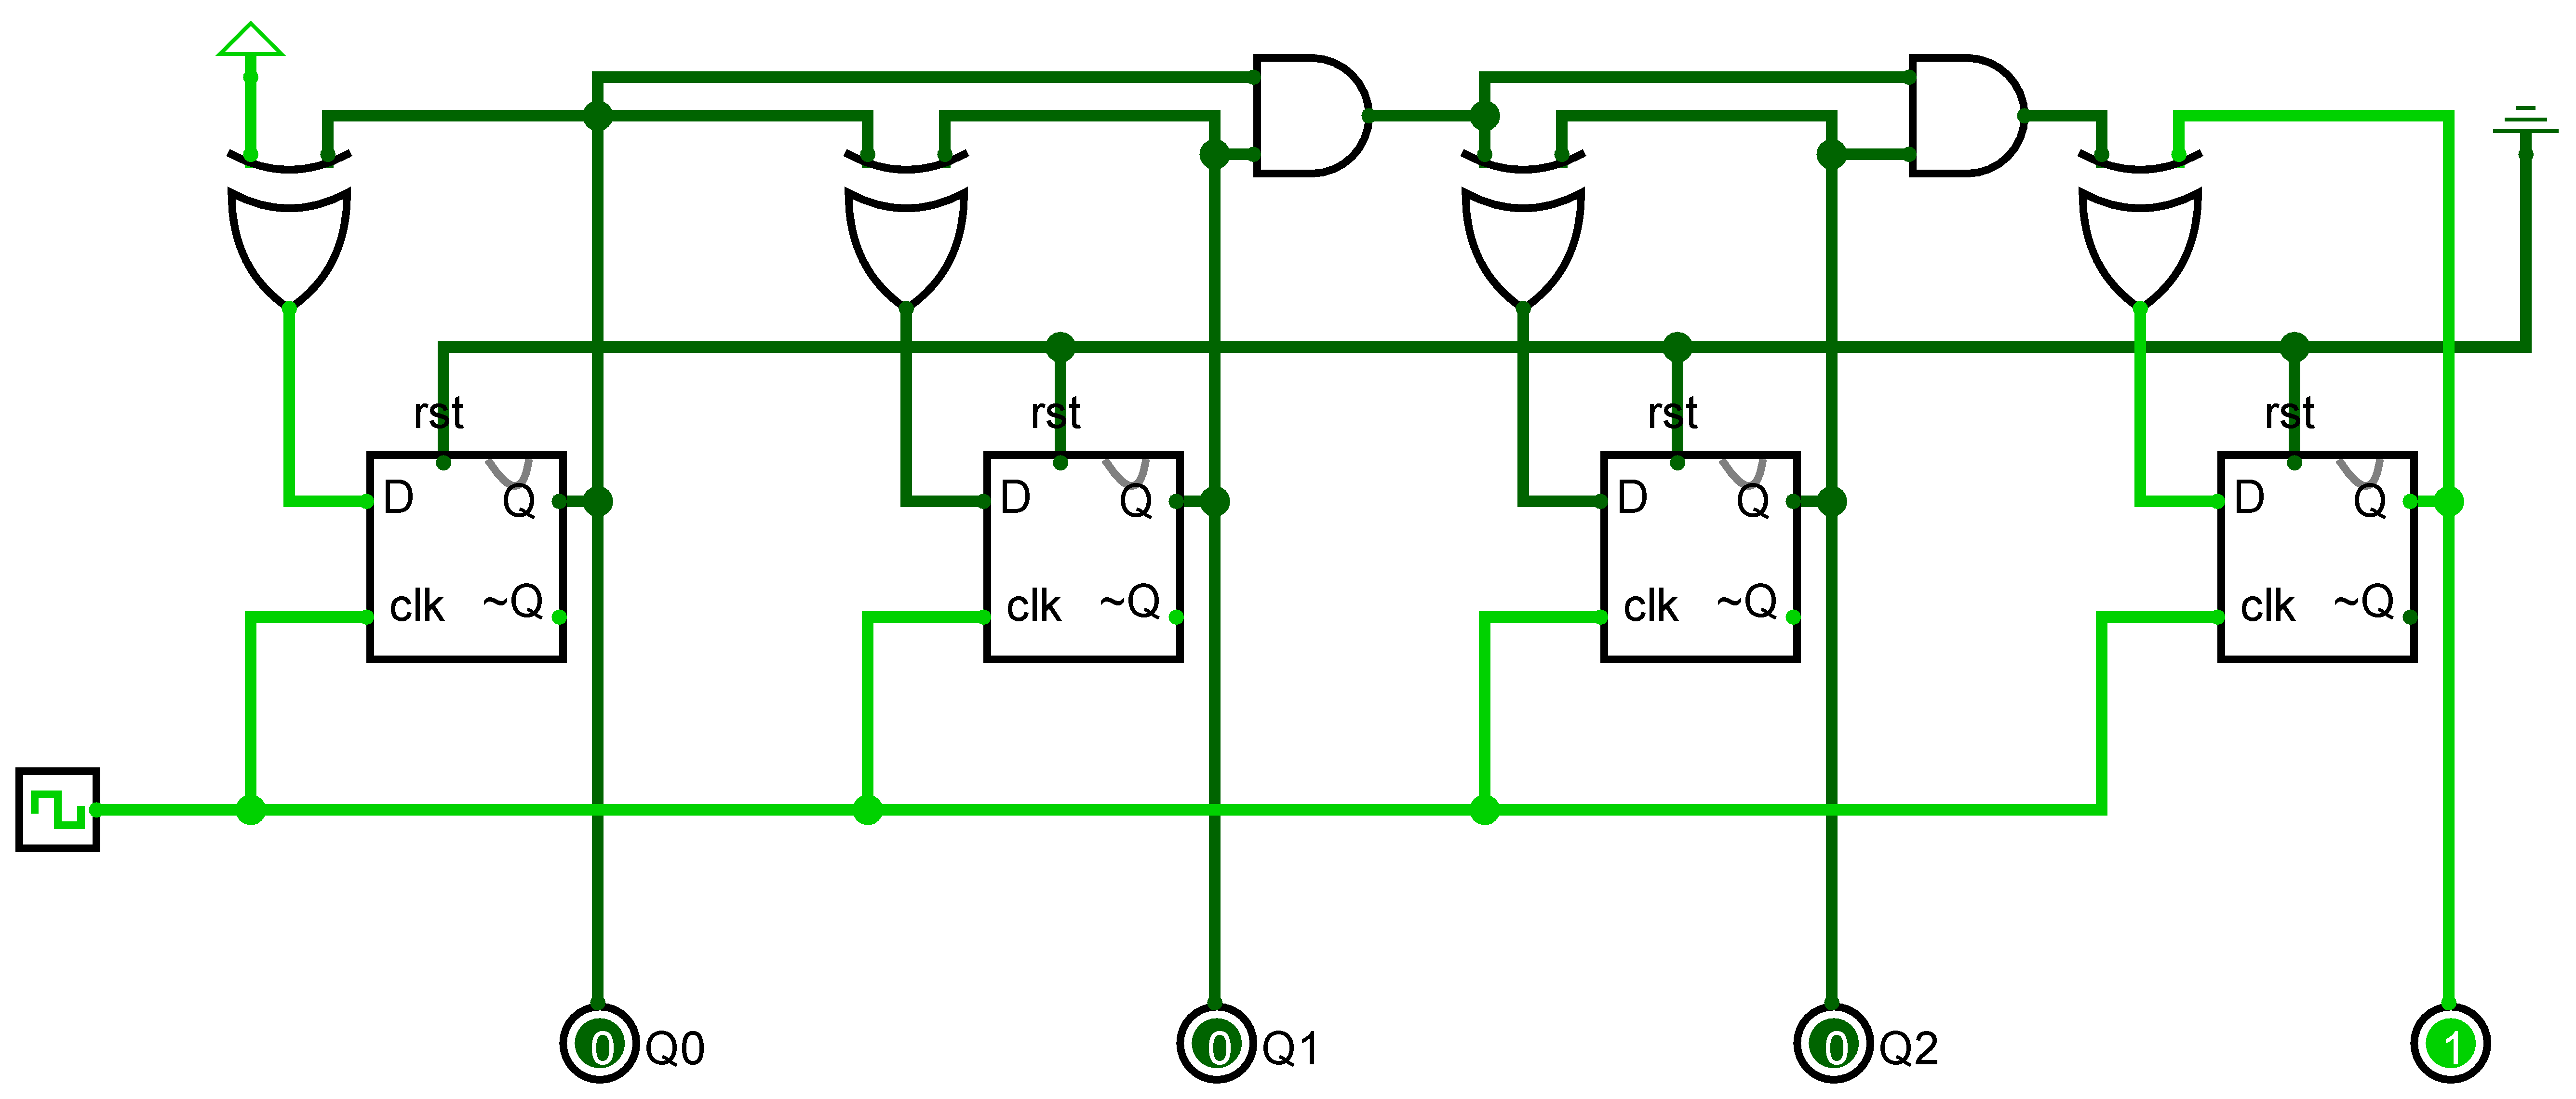 rst rst rst rst
D Q D Q D Q D Q
clk ~Q clk ~Q clk ~Q clk ~Q
0 Q0 0 Q1 0 Q2 1